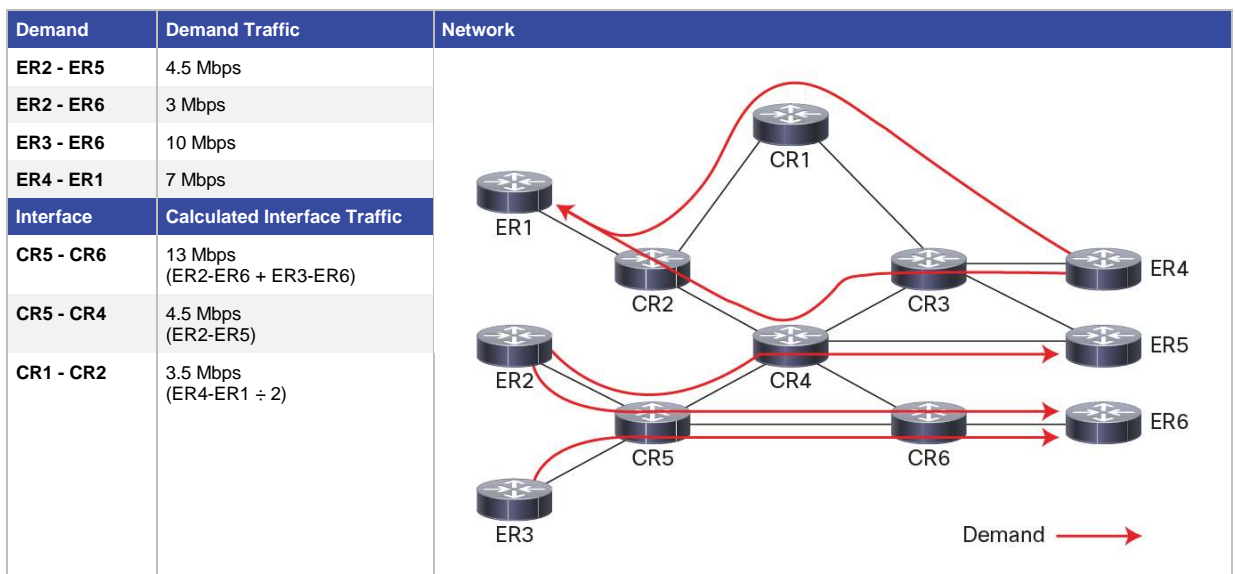 Demand Demand Traffic Network
ER2 - ER5 4.5 Mbps
ER2 - ER6 3 Mbps
ER3 - ER6 10 Mbps
ER4 - ER1 7 Mbps
Interface Calculated Interface Traffic
CR5 - CR6 13 Mbps
(ER2-ER6 + ER3-ER6)
CR5 - CR4 4.5 Mbps
(ER2-ER5)
CR1 - CR2 3.5 Mbps
(ER4-ER1 ÷ 2)
CR1
ER1
CR2
CR3
ER4
ER2
CR4
ER5
CR5
CR6
ER6
ER3
Demand